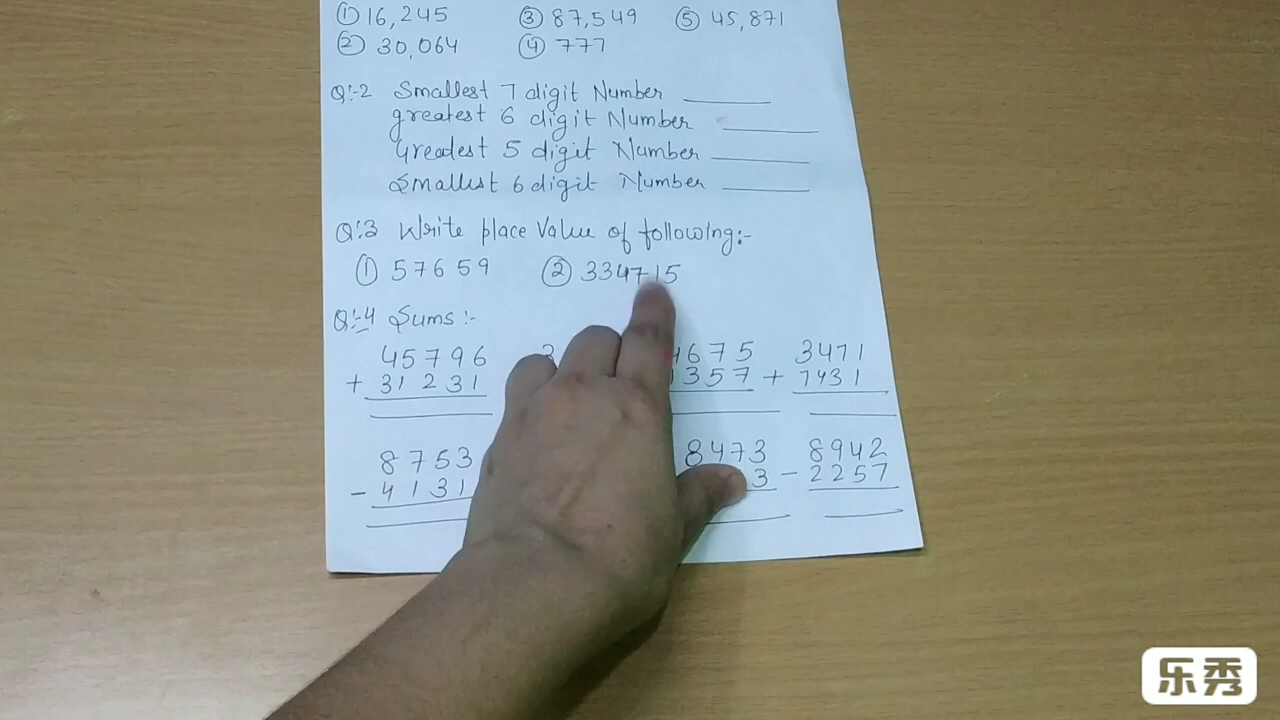 ① 16,245 ③ 87,549 ⑤ 45,871
② 30,064 ④ 777
Q:-2 Smallest 7 digit Number ______
greatest 6 digit Number ______
Greatest 5 digit Number ______
Smallest 6 digit Number ______
Q:3 Write place Value of following:-
① 57659 ② 334715
Q:-4 Sums :-
45796 3 4675 3471
+ 31231 1357 + 7431
8753 8473 8942
- 4131 3 - 2257
乐秀